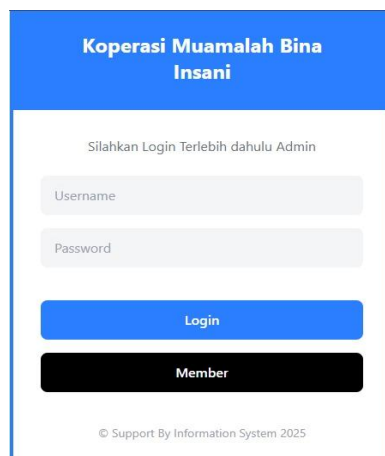 Koperasi Muamalah Bina
Insani
Silahkan Login Terlebih dahulu Admin
Username
Password
Login
Member
© Support By Information System 2025